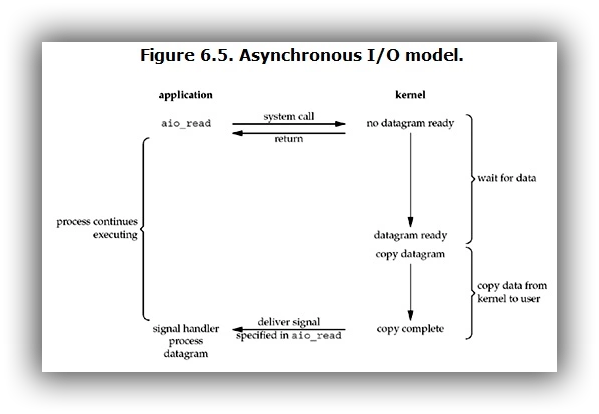 Figure 6.5. Asynchronous I/O model.
application
kernel
aio_read
system call
return
no datagram ready
wait for data
process continues
executing
datagram ready
copy datagram
copy data from
kernel to user
signal handler
process
datagram
deliver signal
specified in aio_read
copy complete